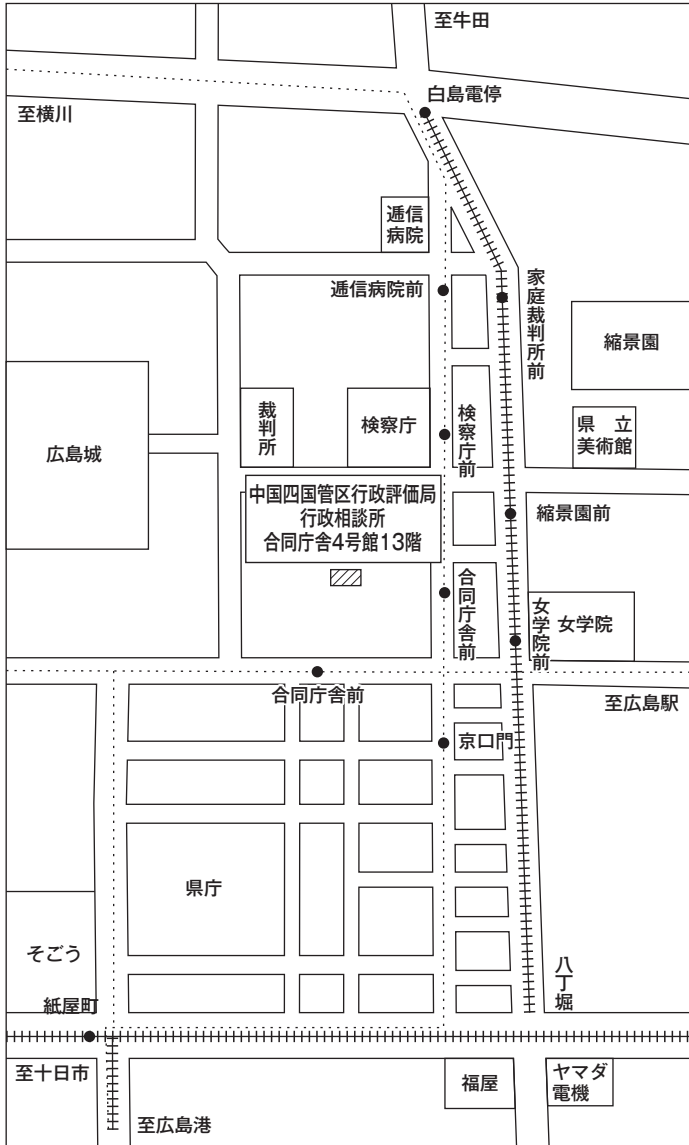 至牛田
白島電停
至横川
逓信
病院
逓信病院前
家庭裁判所前
縮景園
広島城
裁判所
検察庁
検察庁前
県 立
美術館
中国四国管区行政評価局
行政相談所
合同庁舎4号館13階
縮景園前
合同庁舎前
女学院前
女学院
合同庁舎前
至広島駅
京口門
県庁
そごう
八丁堀
紙屋町
至十日市
福屋
ヤマダ
電機
至広島港